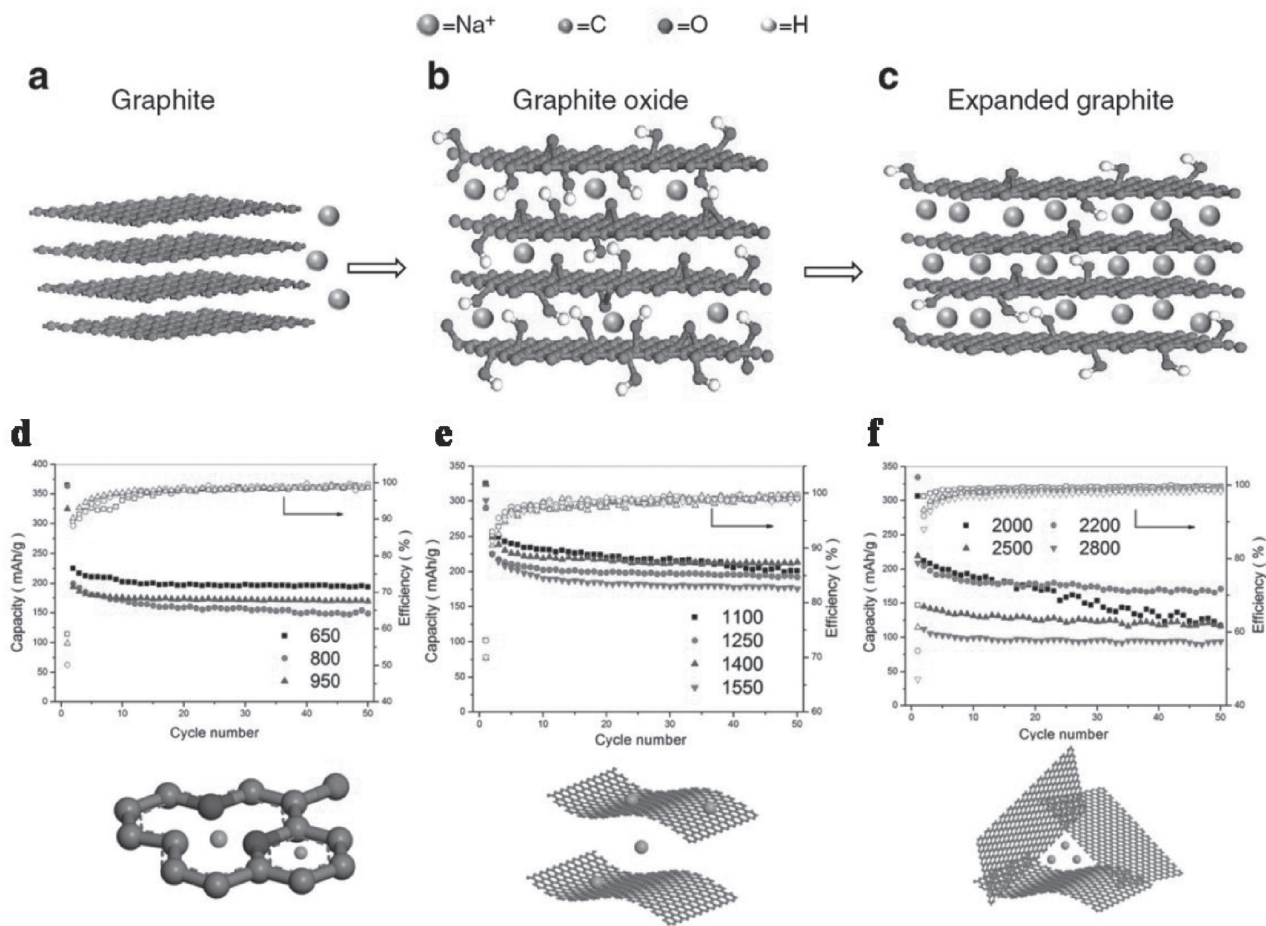 =Na+ =C =O =H
a Graphite
b Graphite oxide
c Expanded graphite
d
400
350
300
250
200
150
100
50
0
Capacity (mAh/g)
100
90
80
70
60
50
40
Efficiency (%)
650
800
950
0 10 20 30 40 50
Cycle number
e
350
300
250
200
150
100
50
0
Capacity (mAh/g)
100
90
80
70
60
Efficiency (%)
1100
1250
1400
1550
0 10 20 30 40 50
Cycle number
f
350
300
250
200
150
100
50
0
Capacity (mAh/g)
100
80
60
40
Efficiency (%)
2000 2200
2500 2800
0 10 20 30 40 50
Cycle number